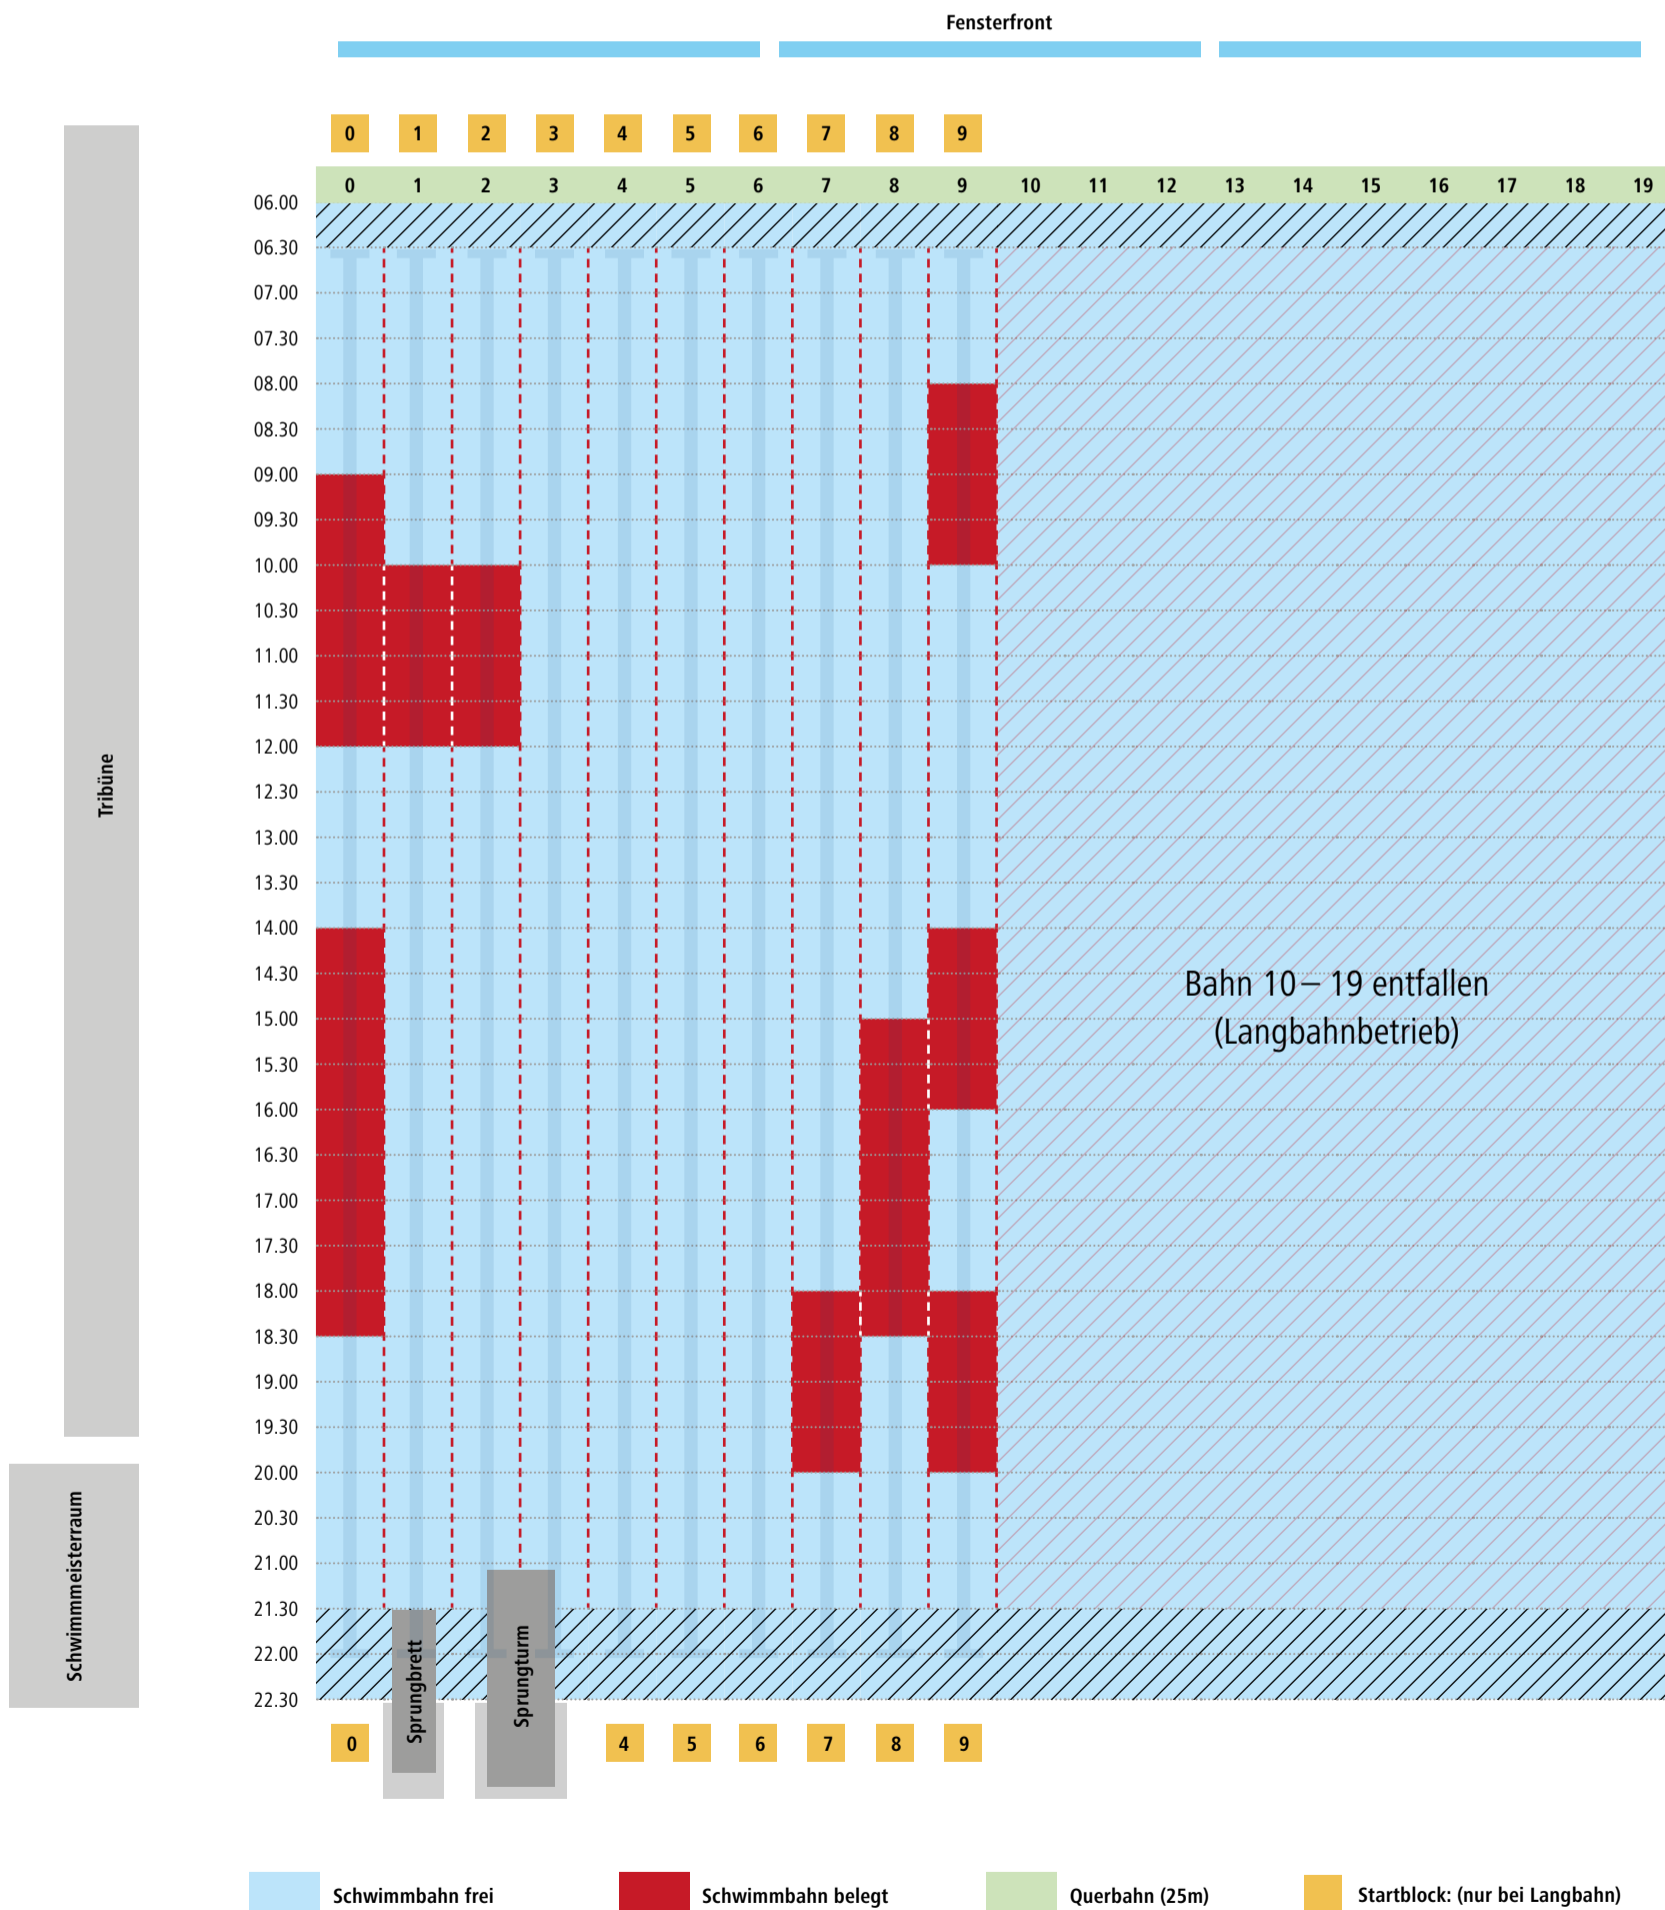 Fensterfront
0 1 2 3 4 5 6 7 8 9
0 1 2 3 4 5 6 7 8 9 10 11 12 13 14 15 16 17 18 19
06.00
06.30
07.00
07.30
08.00
08.30
09.00
09.30
10.00
10.30
11.00
11.30
12.00
12.30
13.00
13.30
14.00
14.30
15.00
15.30
16.00
16.30
17.00
17.30
18.00
18.30
19.00
19.30
20.00
20.30
21.00
21.30
22.00
22.30
Tribüne
Schwimmmeisterraum
Bahn 10 – 19 entfallen
(Langbahnbetrieb)
Sprungbrett
Sprungturm
0 4 5 6 7 8 9
Schwimmbahn frei
Schwimmbahn belegt
Querbahn (25m)
Startblock: (nur bei Langbahn)